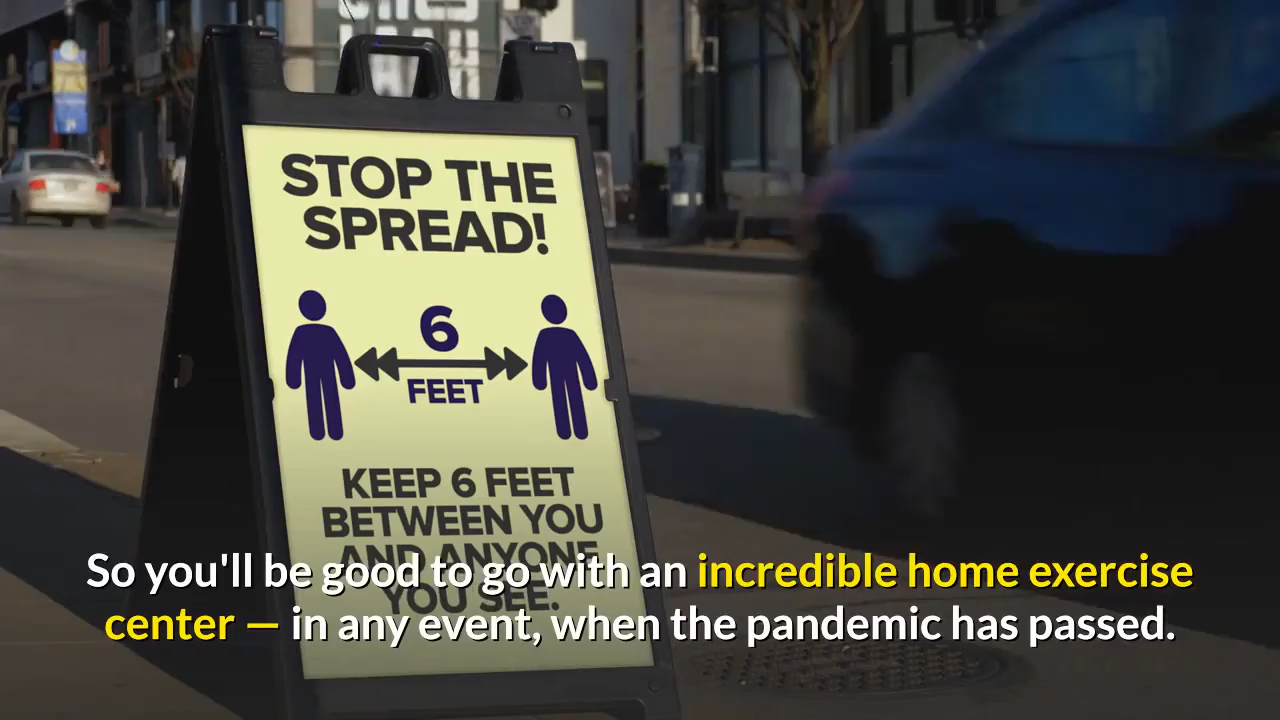 STOP THE
SPREAD!
6
FEET
KEEP 6 FEET
BETWEEN YOU
AND ANYONE
YOU SEE.
So you'll be good to go with an incredible home exercise
center — in any event, when the pandemic has passed.